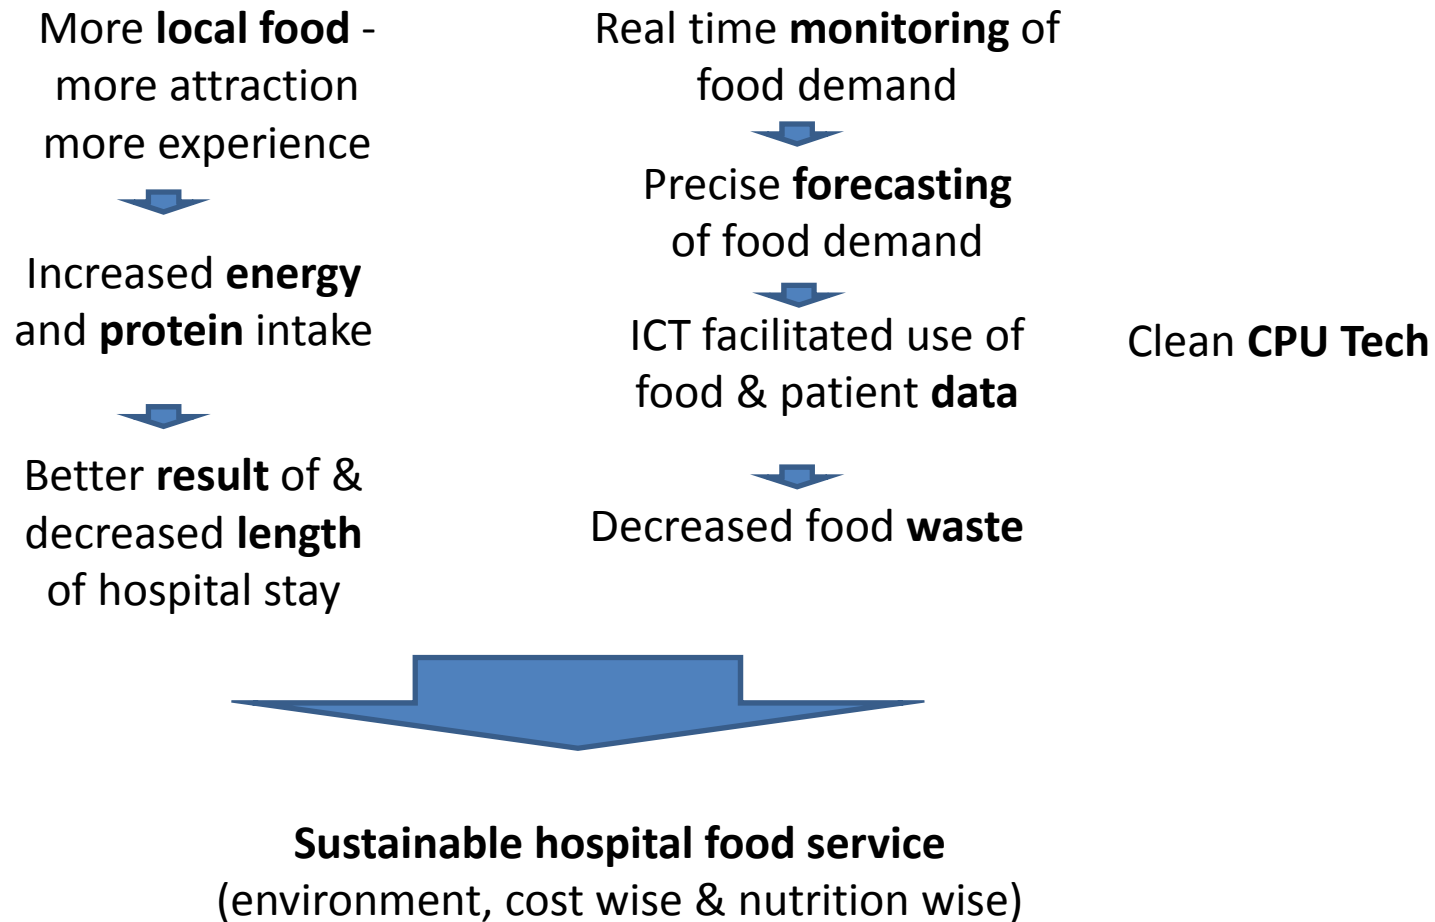 More local food -
more attraction
more experience
Increased energy
and protein intake
Better result of &
decreased length
of hospital stay
Real time monitoring of
food demand
Precise forecasting
of food demand
ICT facilitated use of
food & patient data
Decreased food waste
Clean CPU Tech
Sustainable hospital food service
(environment, cost wise & nutrition wise)